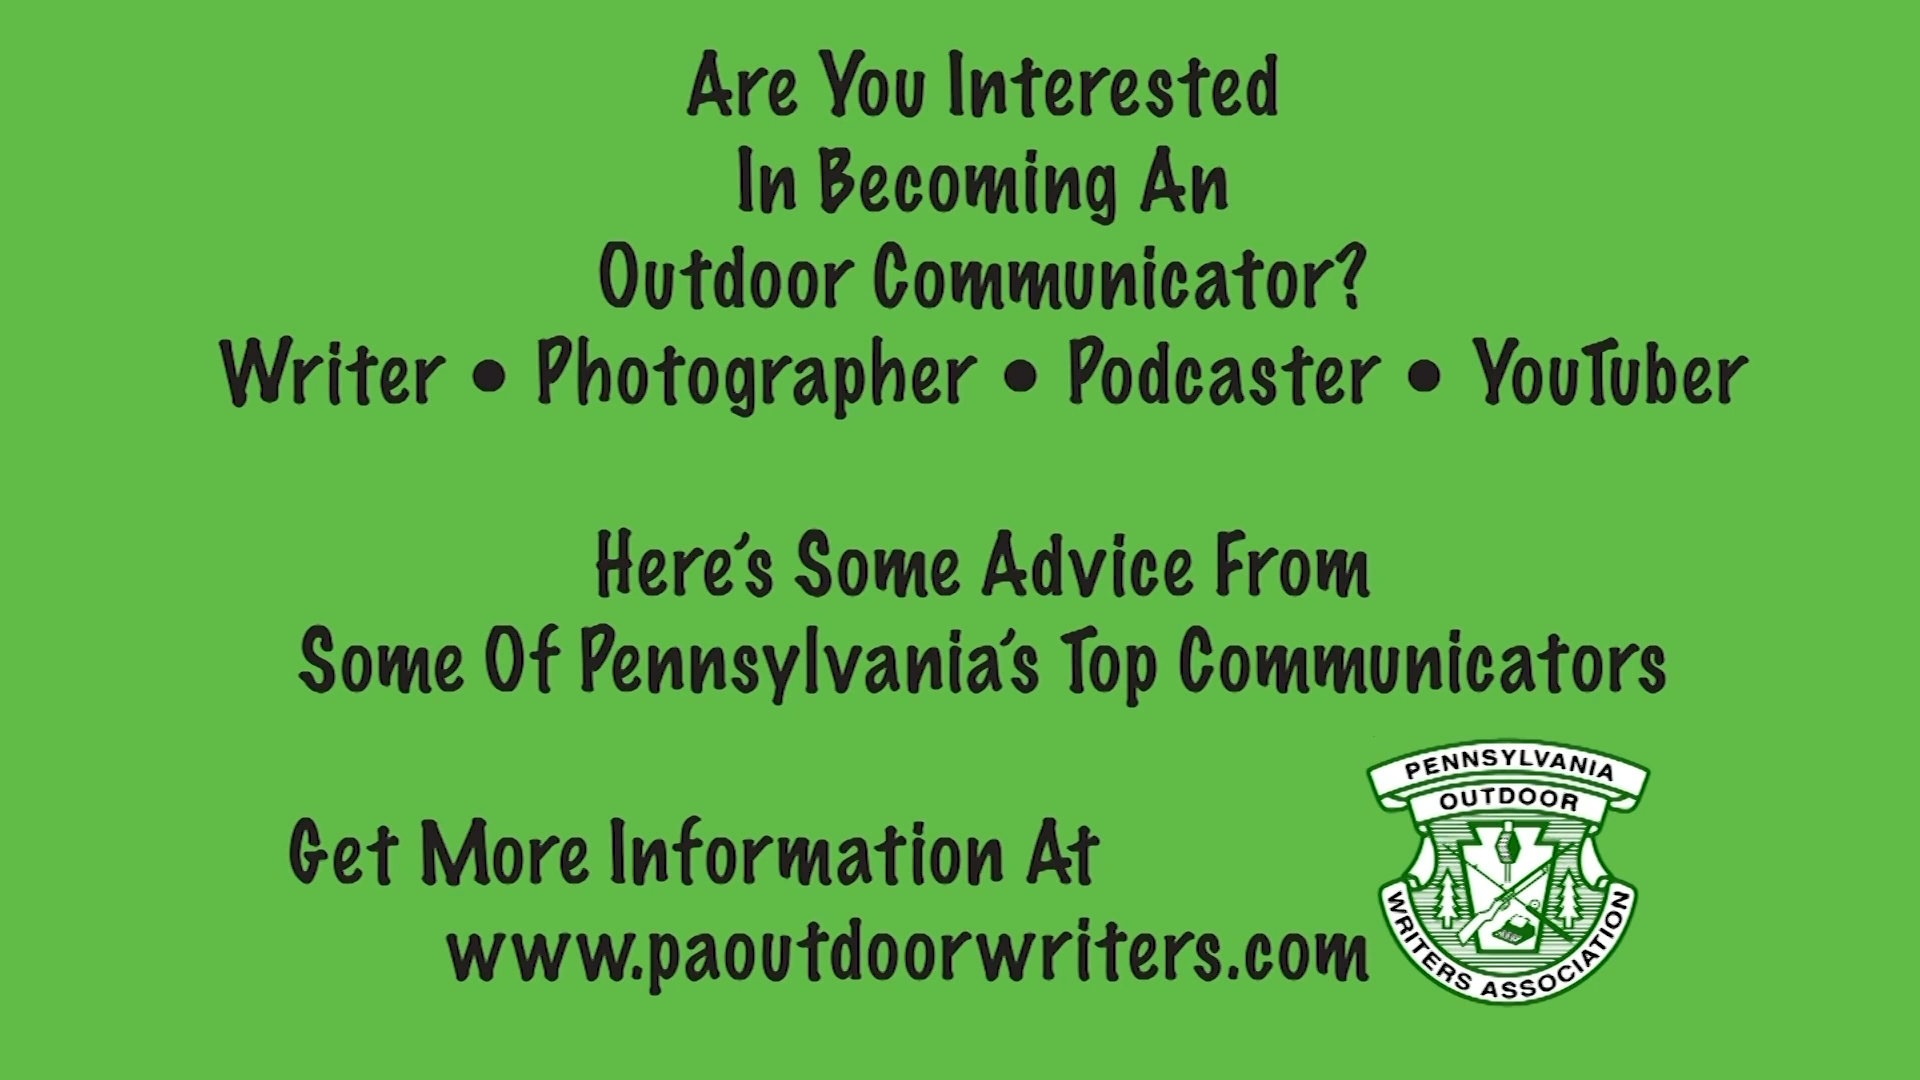 Are You Interested
In Becoming An
Outdoor Communicator?
Writer • Photographer • Podcaster • YouTuber
Here's Some Advice From
Some Of Pennsylvania's Top Communicators
Get More Information At
www.paoutdoorwriters.com
PENNSYLVANIA
OUTDOOR
WRITERS ASSOCIATION